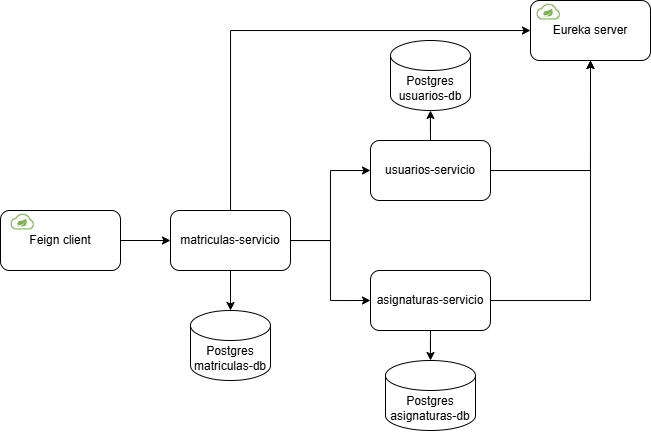 Eureka server
Postgres
usuarios-db
usuarios-servicio
Feign client
matriculas-servicio
asignaturas-servicio
Postgres
matriculas-db
Postgres
asignaturas-db